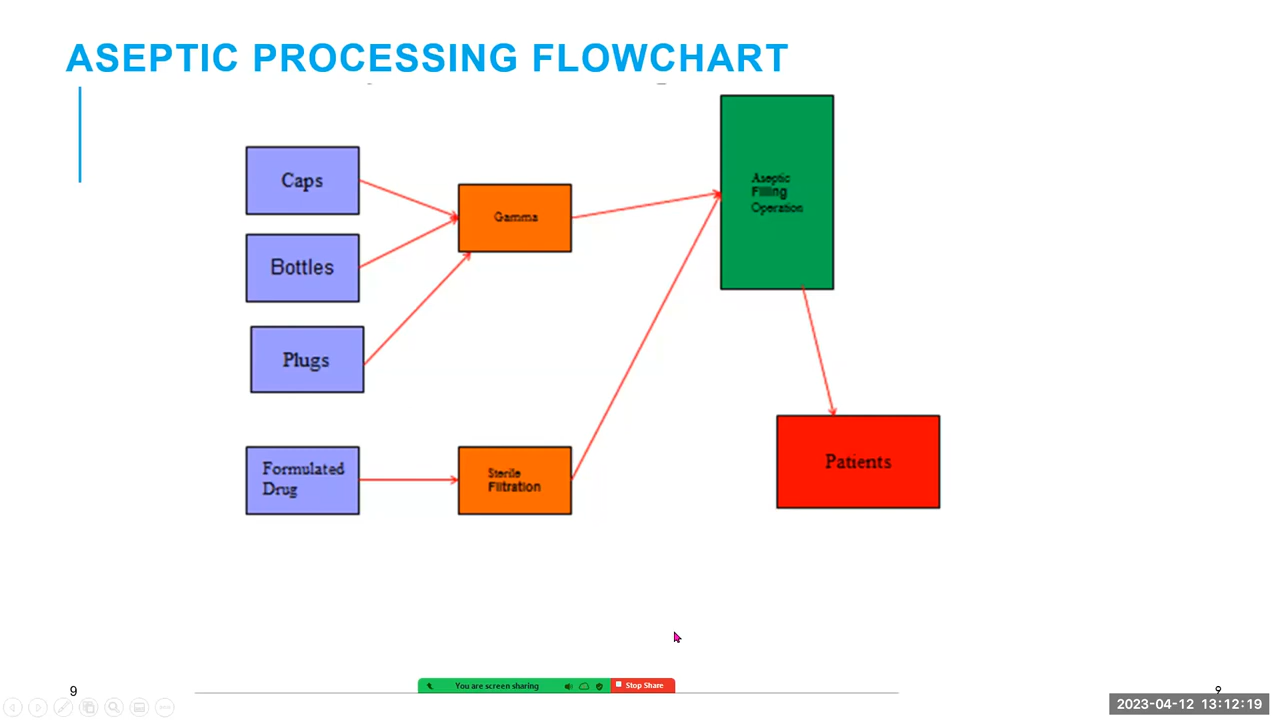 ASEPTIC PROCESSING FLOWCHART
Caps
Bottles
Plugs
Formulated
Drug
Gamma
Sterile
Filtration
Aseptic
Filling
Operation
Patients
9
You are screen sharing
Stop Share
9
2023-04-12 13:12:19